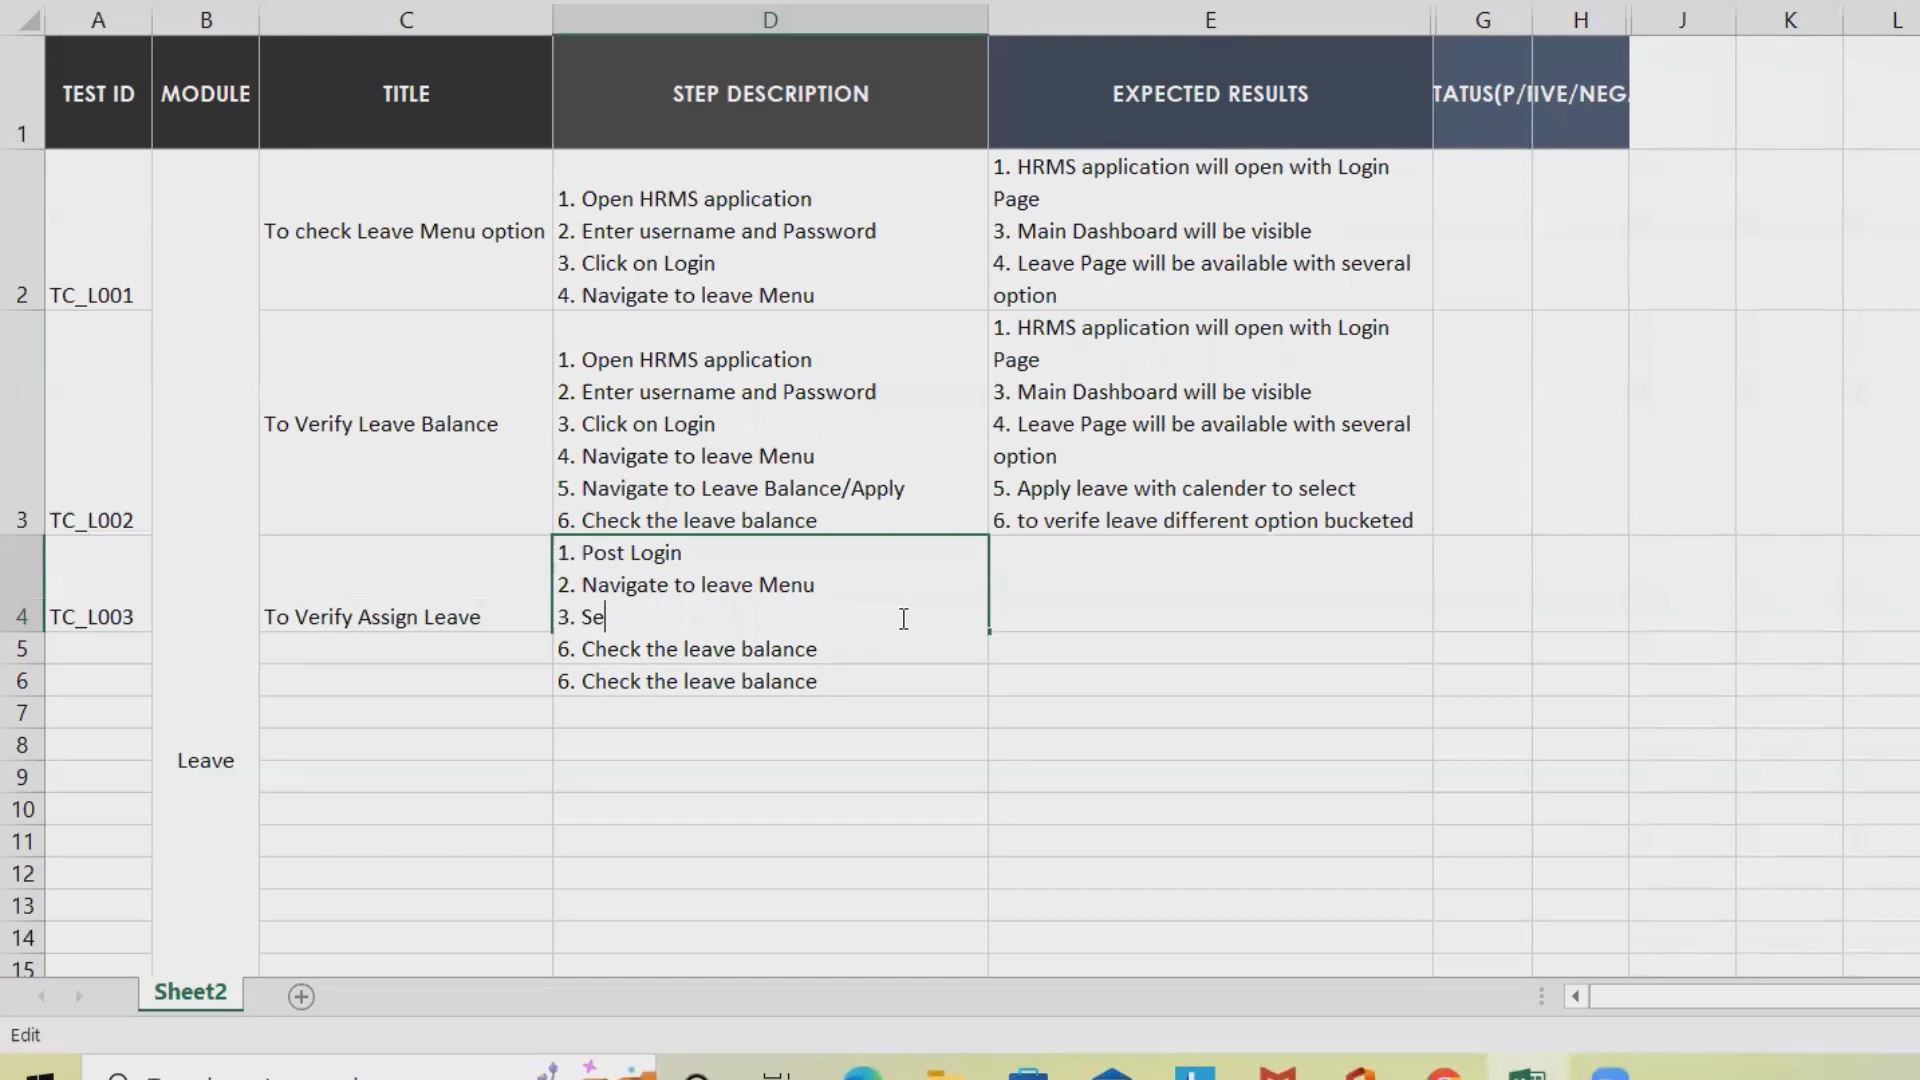 A B C D E G H J K L
TEST ID MODULE TITLE STEP DESCRIPTION EXPECTED RESULTS TATUS(P/ IVE/NEG
1
1. Open HRMS application
2. Enter username and Password
3. Click on Login
4. Navigate to leave Menu
1. HRMS application will open with Login
Page
3. Main Dashboard will be visible
4. Leave Page will be available with several
option
To check Leave Menu option
2 TC_L001
1. Open HRMS application
2. Enter username and Password
3. Click on Login
4. Navigate to leave Menu
5. Navigate to Leave Balance/Apply
6. Check the leave balance
1. HRMS application will open with Login
Page
3. Main Dashboard will be visible
4. Leave Page will be available with several
option
5. Apply leave with calender to select
6. to verife leave different option bucketed
To Verify Leave Balance
3 TC_L002
1. Post Login
2. Navigate to leave Menu
3. Se
4 TC_L003 To Verify Assign Leave
5 6. Check the leave balance
6 6. Check the leave balance
7
8
Leave
9
10
11
12
13
14
15
Sheet2
Edit